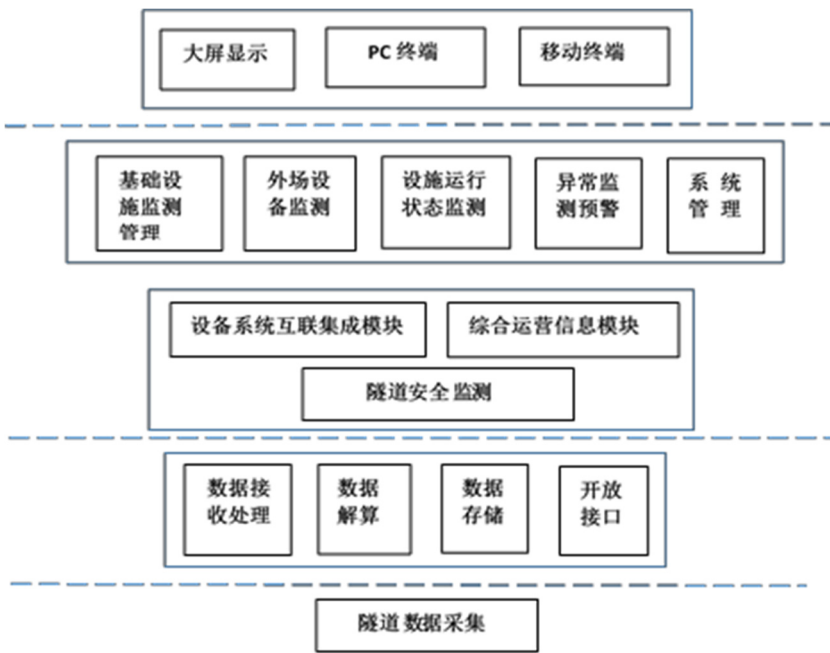 大屏显示
PC 终端
移动终端
基础设
施监测
管理
外场设
备监测
设施运行
状态监测
异常监
测预警
系 统
管 理
设备系统互联集成模块
综合运营信息模块
隧道安全监测
数据接
收处理
数据
解算
数据
存储
开放
接口
隧道数据采集